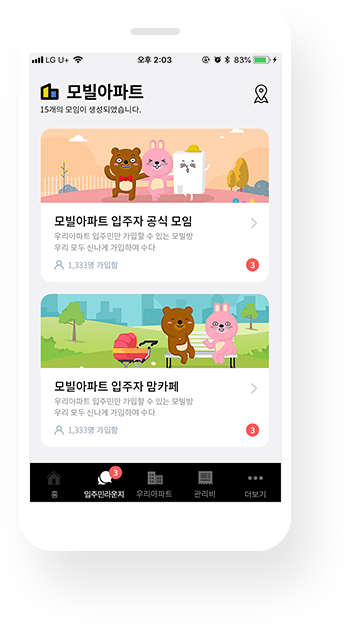 LG U+ 오후 2:03 83%
모빌아파트
15개의 모임이 생성되였습니다.
모빌아파트 입주자 공식 모임
우리아파트 입주민만 가입할 수 있는 모빌방
우리 모두 신나게 가입하여 수다
1,333명 가입함 3
모빌아파트 입주자 맘카페
우리아파트 입주민만 가입할 수 있는 모빌방
우리 모두 신나게 가입하여 수다
1,333명 가입함 3
3
홈 입주민라운지 우리아파트 관리비 더보기